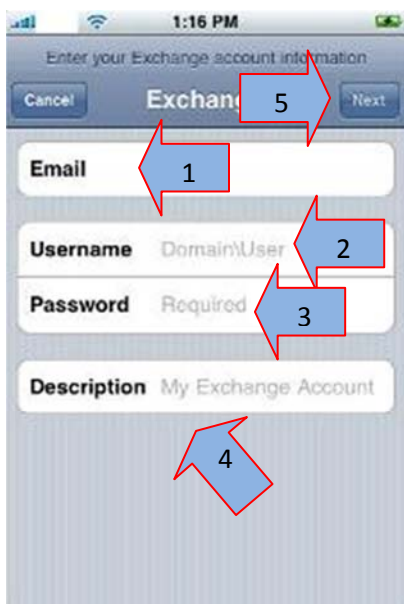 1:16 PM
Enter your Exchange account information
Cancel Exchan 5 Next
Email 1
Username Domain\User 2
Password Required 3
Description My Exchange Account
4